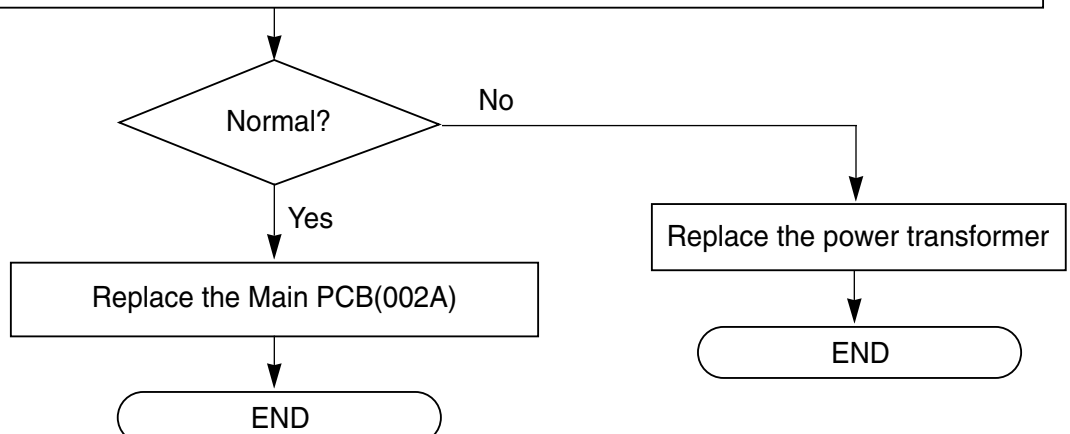 Normal?
No
Yes
Replace the power transformer
Replace the Main PCB(002A)
END
END